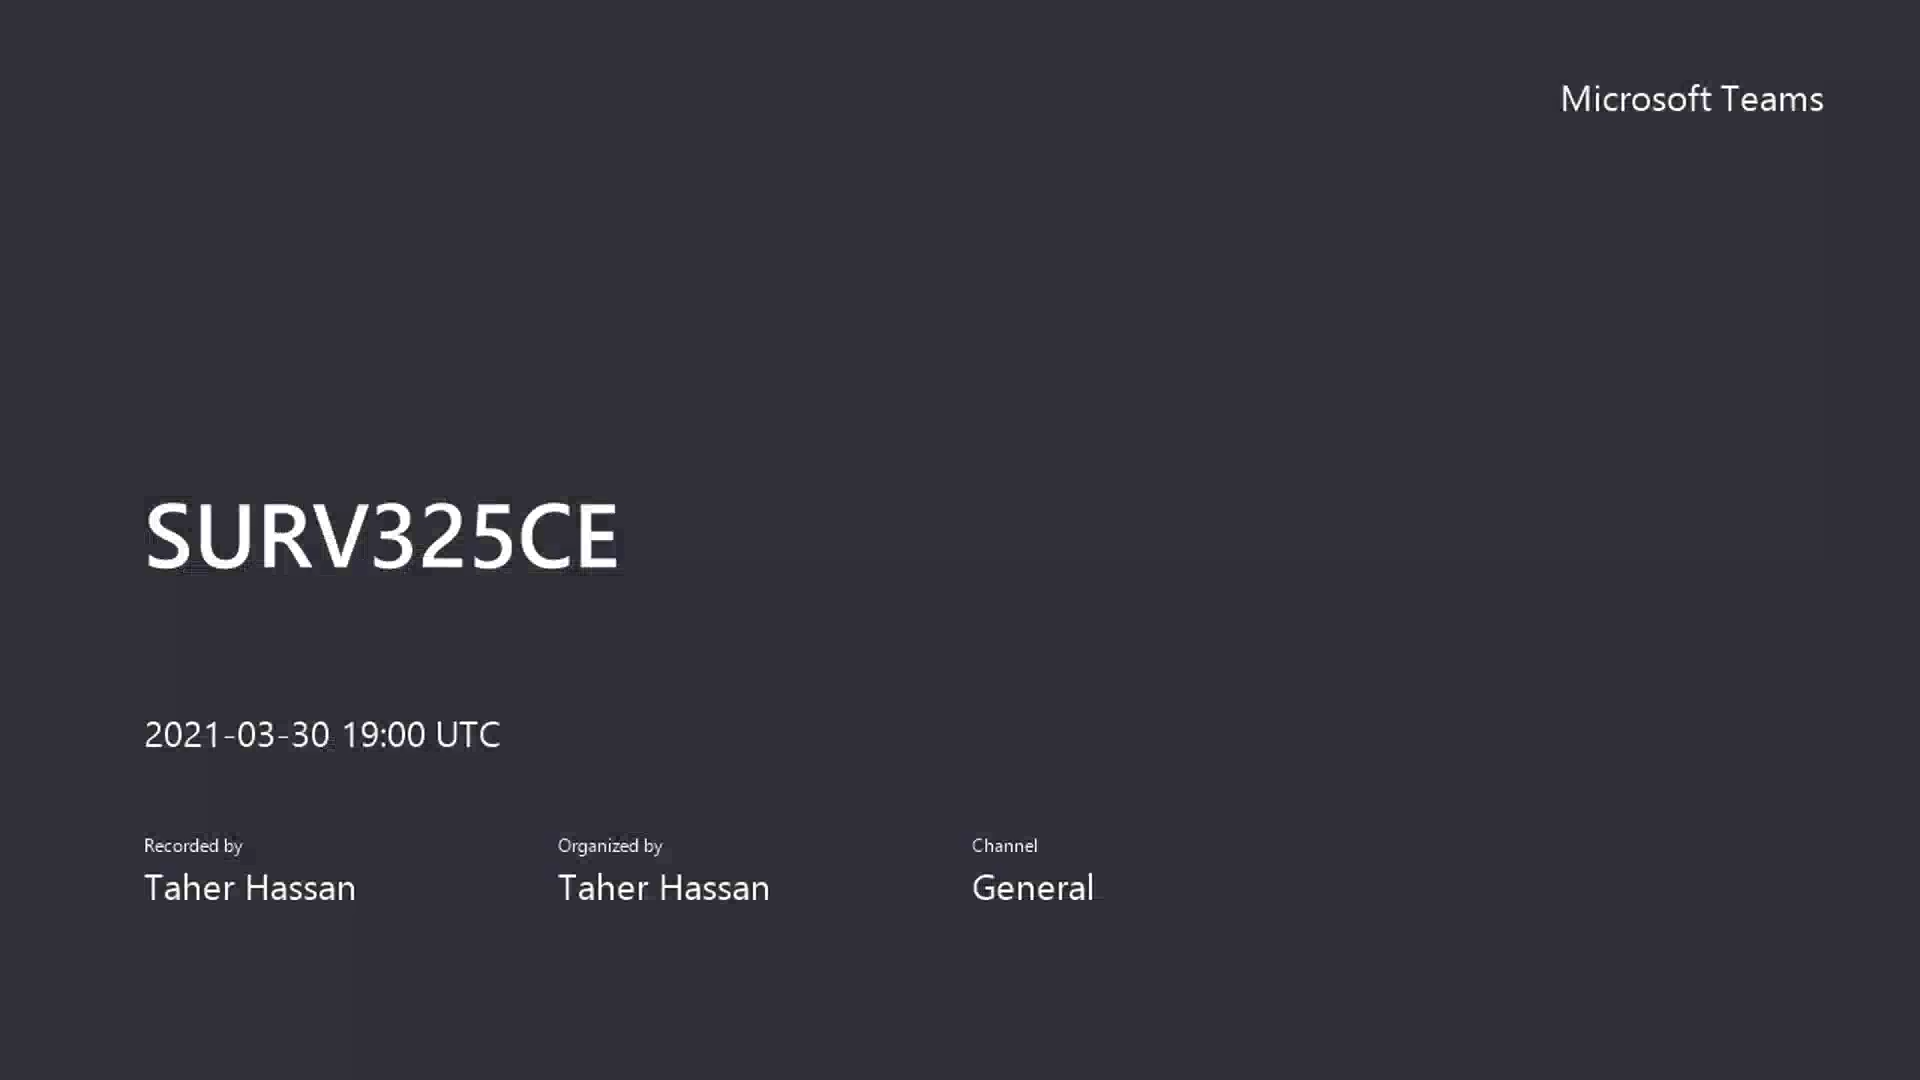 Microsoft Teams
SURV325CE
2021-03-30 19:00 UTC
Recorded by
Taher Hassan
Organized by
Taher Hassan
Channel
General